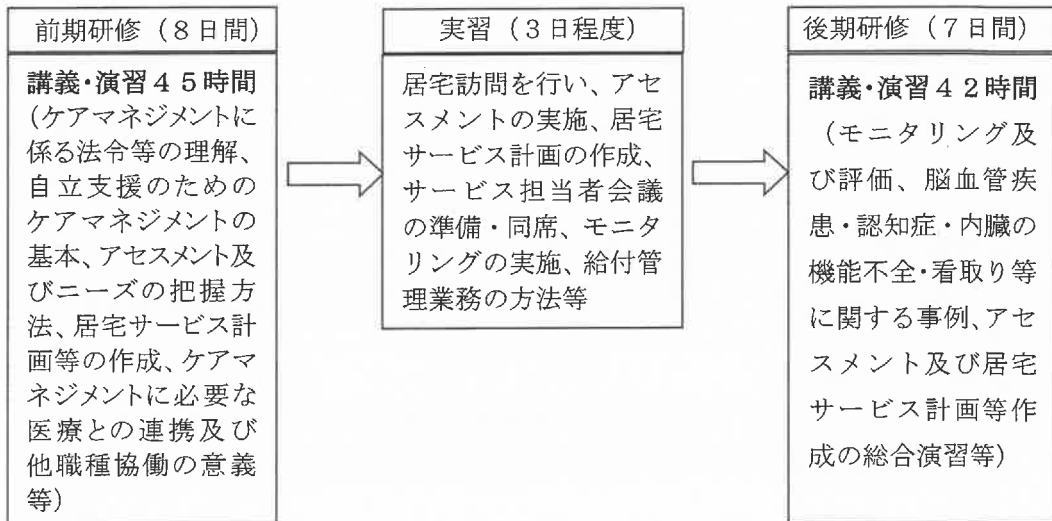 前期研修（８日間）
講義・演習４５時間
（ケアマネジメントに
係る法令等の理解、
自立支援のための
ケアマネジメントの
基本、アセスメント及
びニーズの把握方
法、居宅サービス計
画等の作成、ケアマ
ネジメントに必要な
医療との連携及び
他職種協働の意義
等）
実習（３日程度）
居宅訪問を行い、アセ
スメントの実施、居宅
サービス計画の作成、
サービス担当者会議
の準備・同席、モニタ
リングの実施、給付管
理業務の方法等
後期研修（７日間）
講義・演習４２時間
（モニタリング及
び評価、脳血管疾
患・認知症・内臓の
機能不全・看取り等
に関する事例、アセ
スメント及び居宅
サービス計画等作
成の総合演習等）